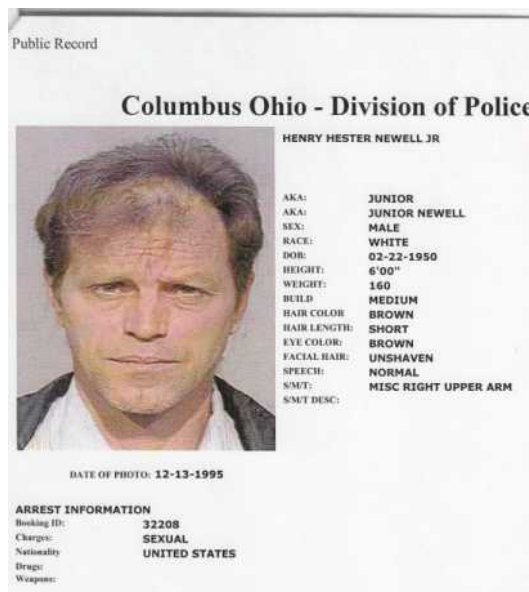 Public Record
Columbus Ohio - Division of Police
HENRY HESTER NEWELL JR
AKA: JUNIOR
AKA: JUNIOR NEWELL
SEX: MALE
RACE: WHITE
DOB: 02-22-1950
HEIGHT: 6'00"
WEIGHT: 160
BUILD MEDIUM
HAIR COLOR BROWN
HAIR LENGTH: SHORT
EYE COLOR: BROWN
FACIAL HAIR: UNSHAVEN
SPEECH: NORMAL
S/M/T: MISC RIGHT UPPER ARM
S/M/T DESC:
DATE OF PHOTO: 12-13-1995
ARREST INFORMATION
Booking ID: 32208
Charges: SEXUAL
Nationality UNITED STATES
Drugs:
Weapons: